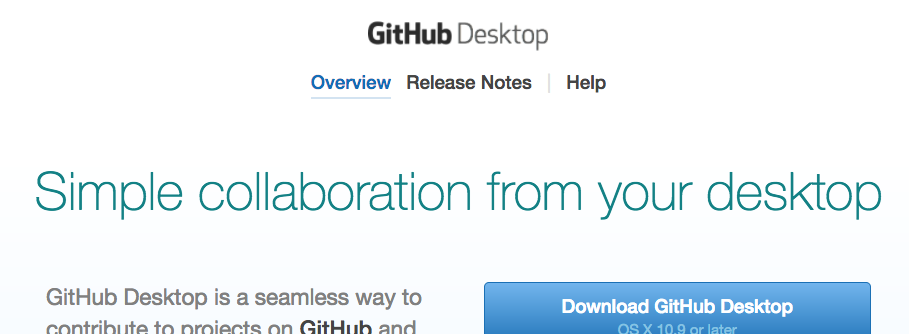 GitHub Desktop
Overview Release Notes Help
Simple collaboration from your desktop
GitHub Desktop is a seamless way to
contribute to projects on GitHub and
Download GitHub Desktop
OS X 10.9 or later